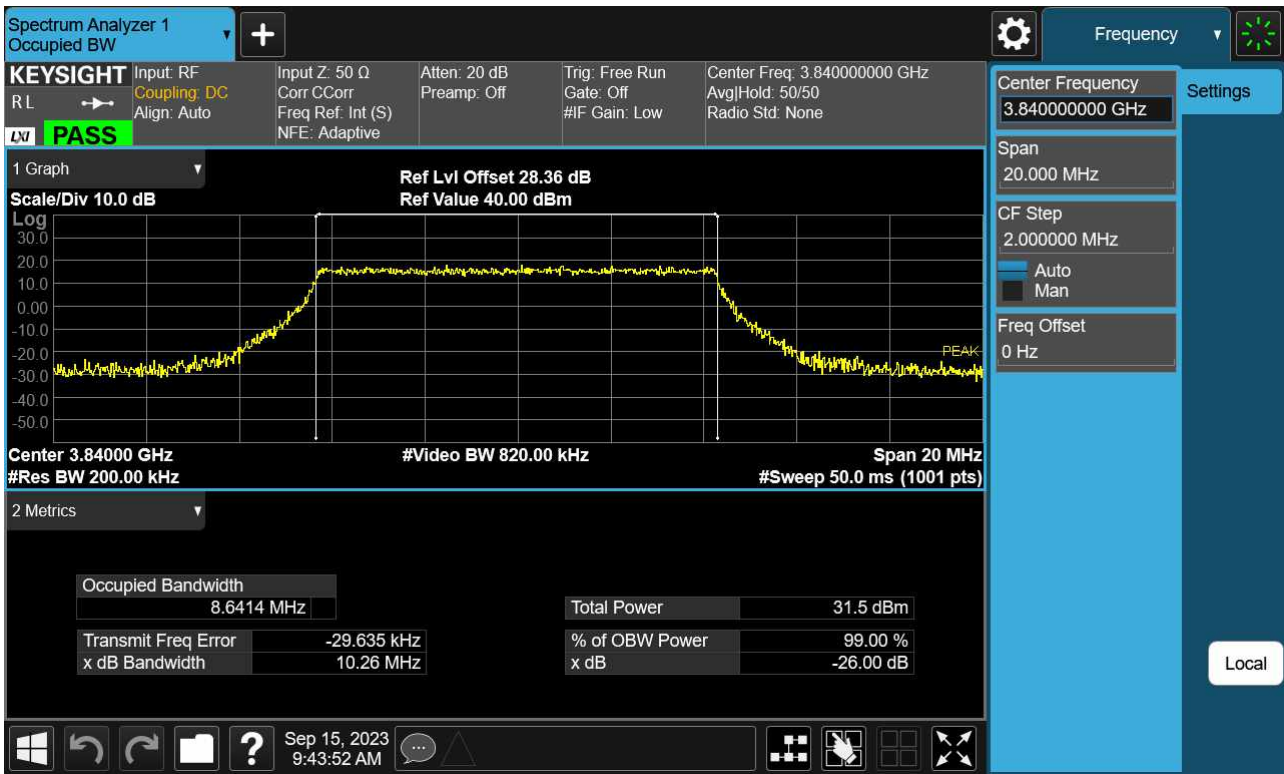 Spectrum Analyzer 1
Occupied BW
Frequency
KEYSIGHT
R L
LXI
PASS
Input: RF
Coupling: DC
Align: Auto
Input Z: 50 Ω
Corr CCorr
Freq Ref: Int (S)
NFE: Adaptive
Atten: 20 dB
Preamp: Off
Trig: Free Run
Gate: Off
#IF Gain: Low
Center Freq: 3.840000000 GHz
Avg|Hold: 50/50
Radio Std: None
Center Frequency
3.840000000 GHz
Settings
Span
20.000 MHz
CF Step
2.000000 MHz
Auto
Man
Freq Offset
0 Hz
1 Graph
Scale/Div 10.0 dB
Ref Lvl Offset 28.36 dB
Ref Value 40.00 dBm
Log
30.0
20.0
10.0
0.00
-10.0
-20.0
-30.0
-40.0
-50.0
PEAK
Center 3.84000 GHz
#Video BW 820.00 kHz
Span 20 MHz
#Res BW 200.00 kHz
#Sweep 50.0 ms (1001 pts)
2 Metrics
Occupied Bandwidth
8.6414 MHz
Total Power 31.5 dBm
Transmit Freq Error -29.635 kHz
% of OBW Power 99.00 %
x dB Bandwidth 10.26 MHz
x dB -26.00 dB
Local
?
Sep 15, 2023
9:43:52 AM